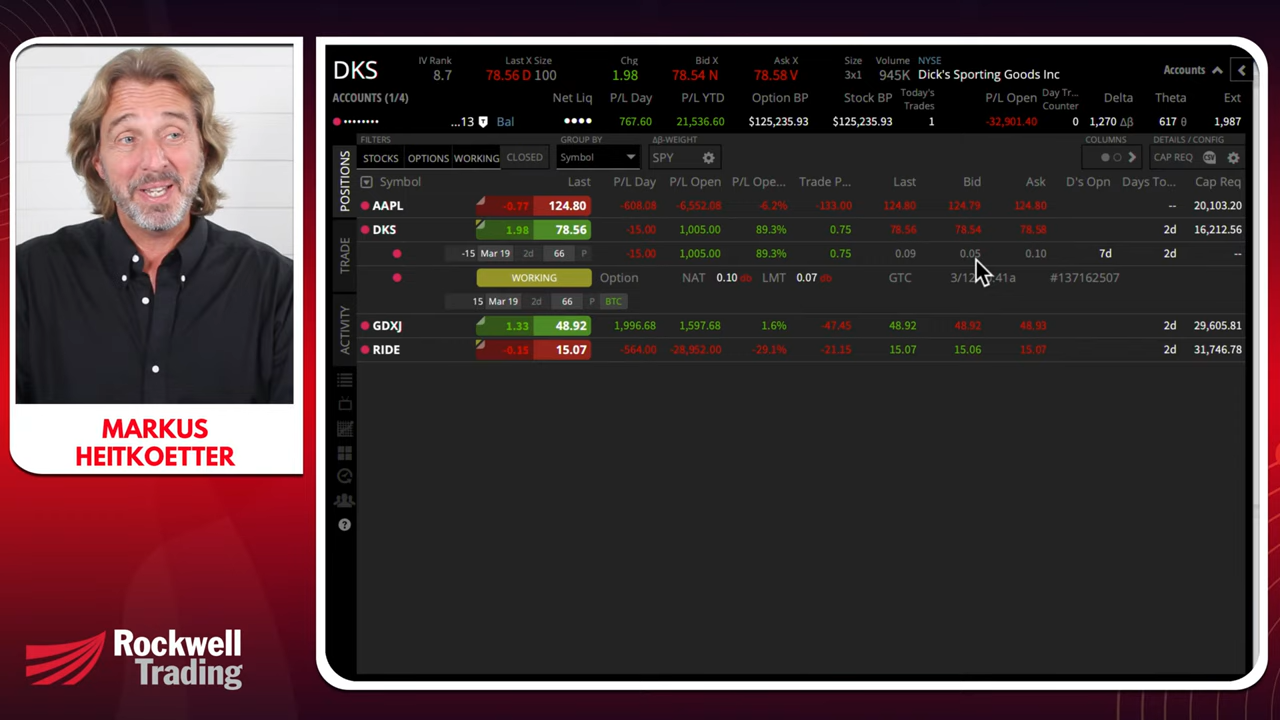 DKS
IV Rank
8.7
Last X Size
78.56 D 100
Chg
1.98
Bid X
78.54 N
Ask X
78.58 V
Size
3x1
Volume
945K
NYSE
Dick's Sporting Goods Inc
Accounts
ACCOUNTS (1/4) Net Liq P/L Day P/L YTD Option BP Stock BP Today's Trades P/L Open Day Tr... Counter Delta Theta Ext
...13 Bal 767.60 21,536.60 $125,235.93 $125,235.93 1 -32,901.40 0 1,270 Δβ 617 θ 1,987
FILTERS GROUP BY Δβ-WEIGHT COLUMNS DETAILS / CONFIG
STOCKS OPTIONS WORKING CLOSED Symbol SPY CAP REQ CSV
POSITIONS
TRADE
ACTIVITY
Symbol Last P/L Day P/L Open P/L Ope... Trade P... Last Bid Ask D's Opn Days To... Cap Req
AAPL -0.77 124.80 -608.08 -6,552.08 -6.2% -133.00 124.80 124.79 124.80 -- 20,103.20
DKS 1.98 78.56 -15.00 1,005.00 89.3% 0.75 78.56 78.54 78.58 2d 16,212.56
-15 Mar 19 2d 66 P -15.00 1,005.00 89.3% 0.75 0.09 0.05 0.10 7d 2d --
WORKING Option NAT 0.10 db LMT 0.07 db GTC #137162507
15 Mar 19 2d 66 P BTC
GDXJ 1.33 48.92 1,996.68 1,597.68 1.6% -47.45 48.92 48.92 48.93 2d 29,605.81
RIDE -0.15 15.07 -564.00 -28,952.00 -29.1% -21.15 15.07 15.06 15.07 2d 31,746.78
?
MARKUS
HEITKOETTER
Rockwell
Trading